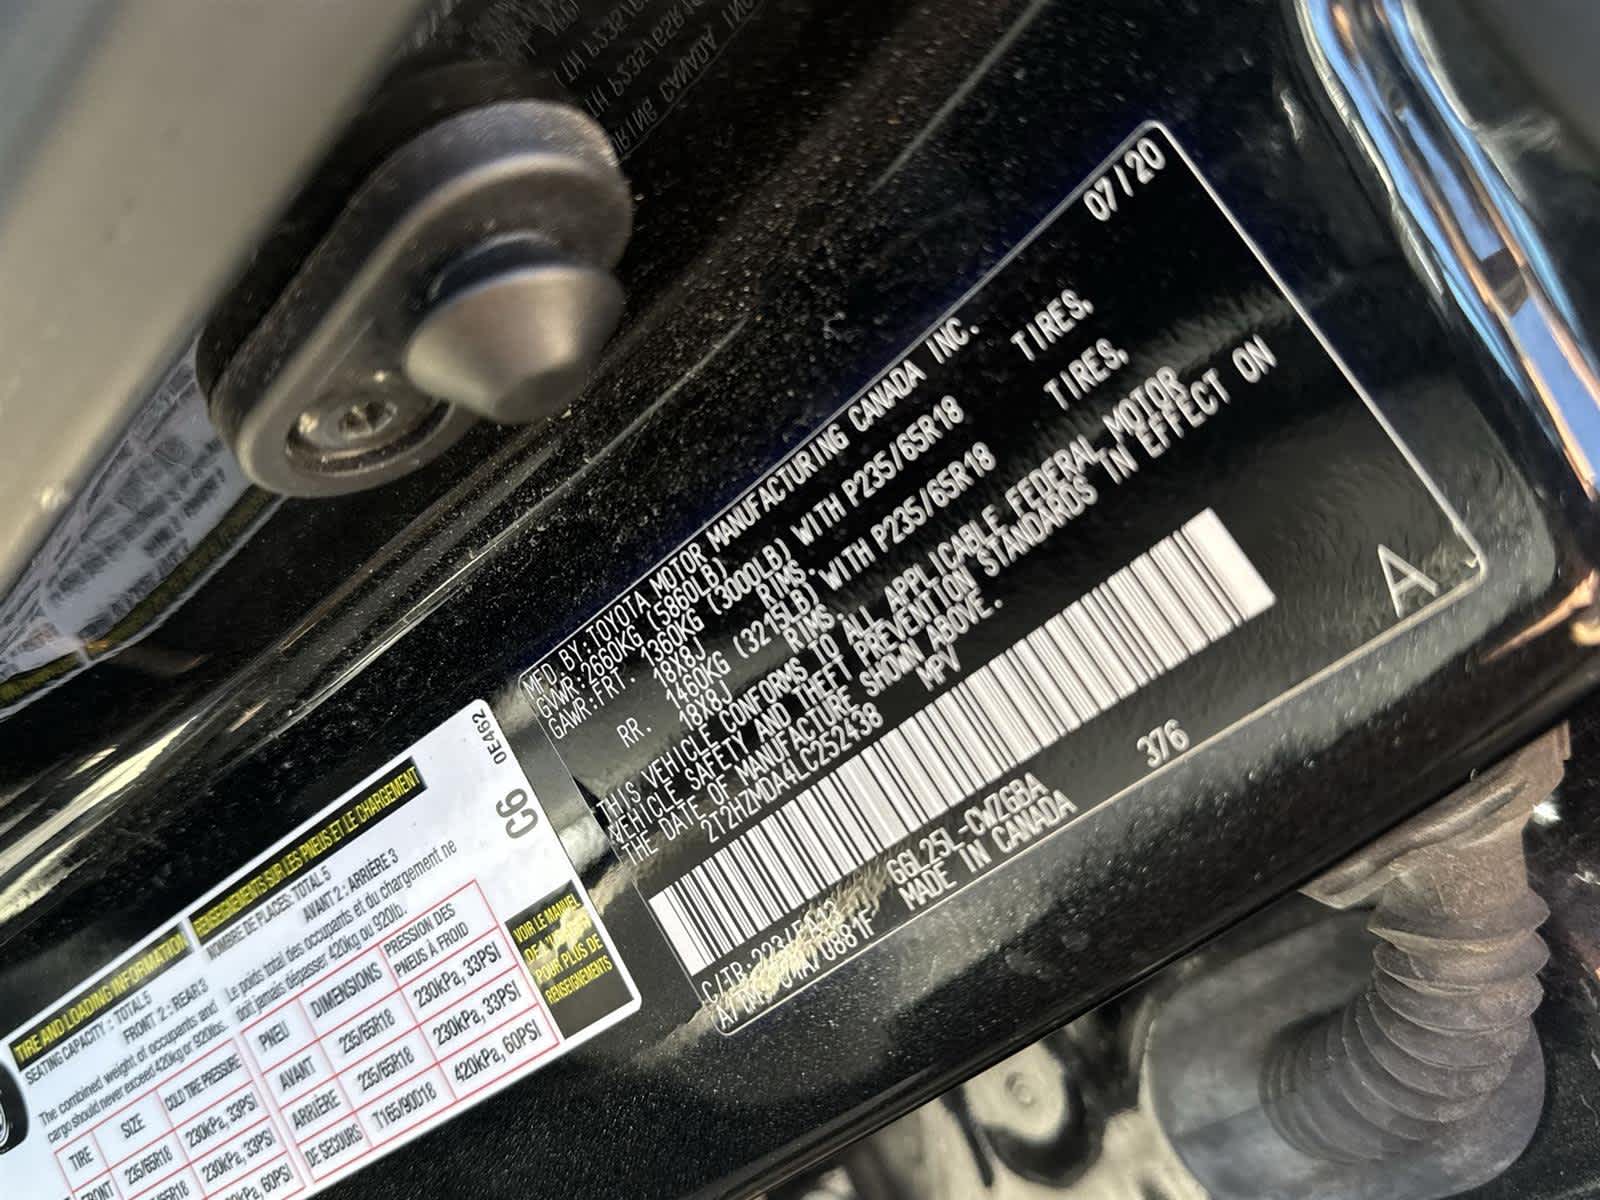 MFD. BY:TOYOTA MOTOR MANUFACTURING CANADA INC. 07/20
GVWR:2660KG (5860LB)
GAWR:FRT. 1360KG (3000LB) WITH P235/65R18 TIRES,
18X8J RIMS.
RR. 1460KG (3215LB) WITH P235/65R18 TIRES,
18X8J RIMS.
THIS VEHICLE CONFORMS TO ALL APPLICABLE FEDERAL MOTOR
VEHICLE SAFETY AND THEFT PREVENTION STANDARDS IN EFFECT ON
THE DATE OF MANUFACTURE SHOWN ABOVE.
2T2HZMDA4LC252438 MPV
A
C/TR:
GGL25L-CWZGBA 376
MADE IN CANADA
TIRE AND LOADING INFORMATION
SEATING CAPACITY : TOTAL 5
FRONT 2 : REAR 3
The combined weight of occupants and
cargo should never exceed 420kg or 920lbs.
TIRE SIZE COLD TIRE PRESSURE
FRONT 235/65R18 230kPa, 33PSI
235/65R18 230kPa, 33PSI
60PSI
RENSEIGNEMENTS SUR LES PNEUS ET LE CHARGEMENT
NOMBRE DE PLACES: TOTAL 5
AVANT 2 : ARRIÈRE 3
Le poids total des occupants et du chargement ne
doit jamais dépasser 420kg ou 920lb.
PNEU DIMENSIONS PRESSION DES PNEUS À FROID
AVANT 235/65R18 230kPa, 33PSI
ARRIÈRE 235/65R18 230kPa, 33PSI
DE SECOURS T165/90D18 420kPa, 60PSI
0E462
C6
VOIR LE MANUEL
POUR PLUS DE
RENSEIGNEMENTS